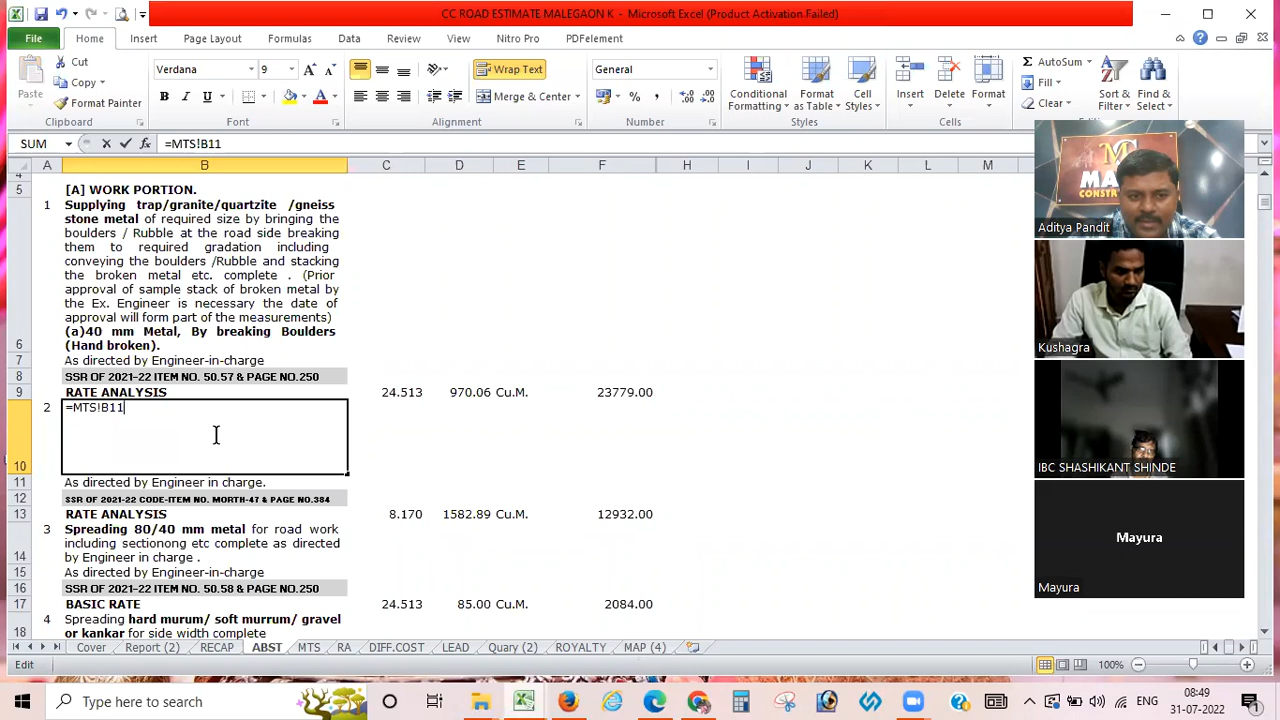 CC ROAD ESTIMATE MALEGAON K - Microsoft Excel (Product Activation Failed)
File Home Insert Page Layout Formulas Data Review View Nitro Pro PDFelement
Paste
Cut
Copy
Format Painter
Clipboard
Verdana 9
B I U
Font
Wrap Text
Merge & Center
Alignment
General
Number
Conditional Formatting
Format as Table
Cell Styles
Styles
Insert
Delete
Format
Cells
AutoSum
Fill
Clear
Sort & Filter
Find & Select
SUM =MTS!B11
A B C D E F H I J K L M
4
5 [A] WORK PORTION.
1 Supplying trap/granite/quartzite /gneiss
stone metal of required size by bringing the
boulders / Rubble at the road side breaking
them to required gradation including
conveying the boulders /Rubble and stacking
the broken metal etc. complete . (Prior
approval of sample stack of broken metal by
the Ex. Engineer is necessary the date of
approval will form part of the measurements)
(a)40 mm Metal, By breaking Boulders
6 (Hand broken).
7 As directed by Engineer-in-charge
8 SSR OF 2021-22 ITEM NO. 50.57 & PAGE NO.250
9 RATE ANALYSIS 24.513 970.06 Cu.M. 23779.00
2 =MTS!B11
10
11 As directed by Engineer in charge.
12 SSR OF 2021-22 CODE-ITEM NO. MORTH-47 & PAGE NO.384
13 RATE ANALYSIS 8.170 1582.89 Cu.M. 12932.00
3 Spreading 80/40 mm metal for road work
including sectionong etc complete as directed
14 by Engineer in charge .
15 As directed by Engineer-in-charge
16 SSR OF 2021-22 ITEM NO. 50.58 & PAGE NO.250
17 BASIC RATE 24.513 85.00 Cu.M. 2084.00
4 Spreading hard murum/ soft murrum/ gravel
18 or kankar for side width complete
Cover Report (2) RECAP ABST MTS RA DIFF.COST LEAD Quary (2) ROYALTY MAP (4)
Edit 100%
Type here to search
ENG
08:49
31-07-2022
Aditya Pandit
Kushagra
IBC SHASHIKANT SHINDE
Mayura
Mayura